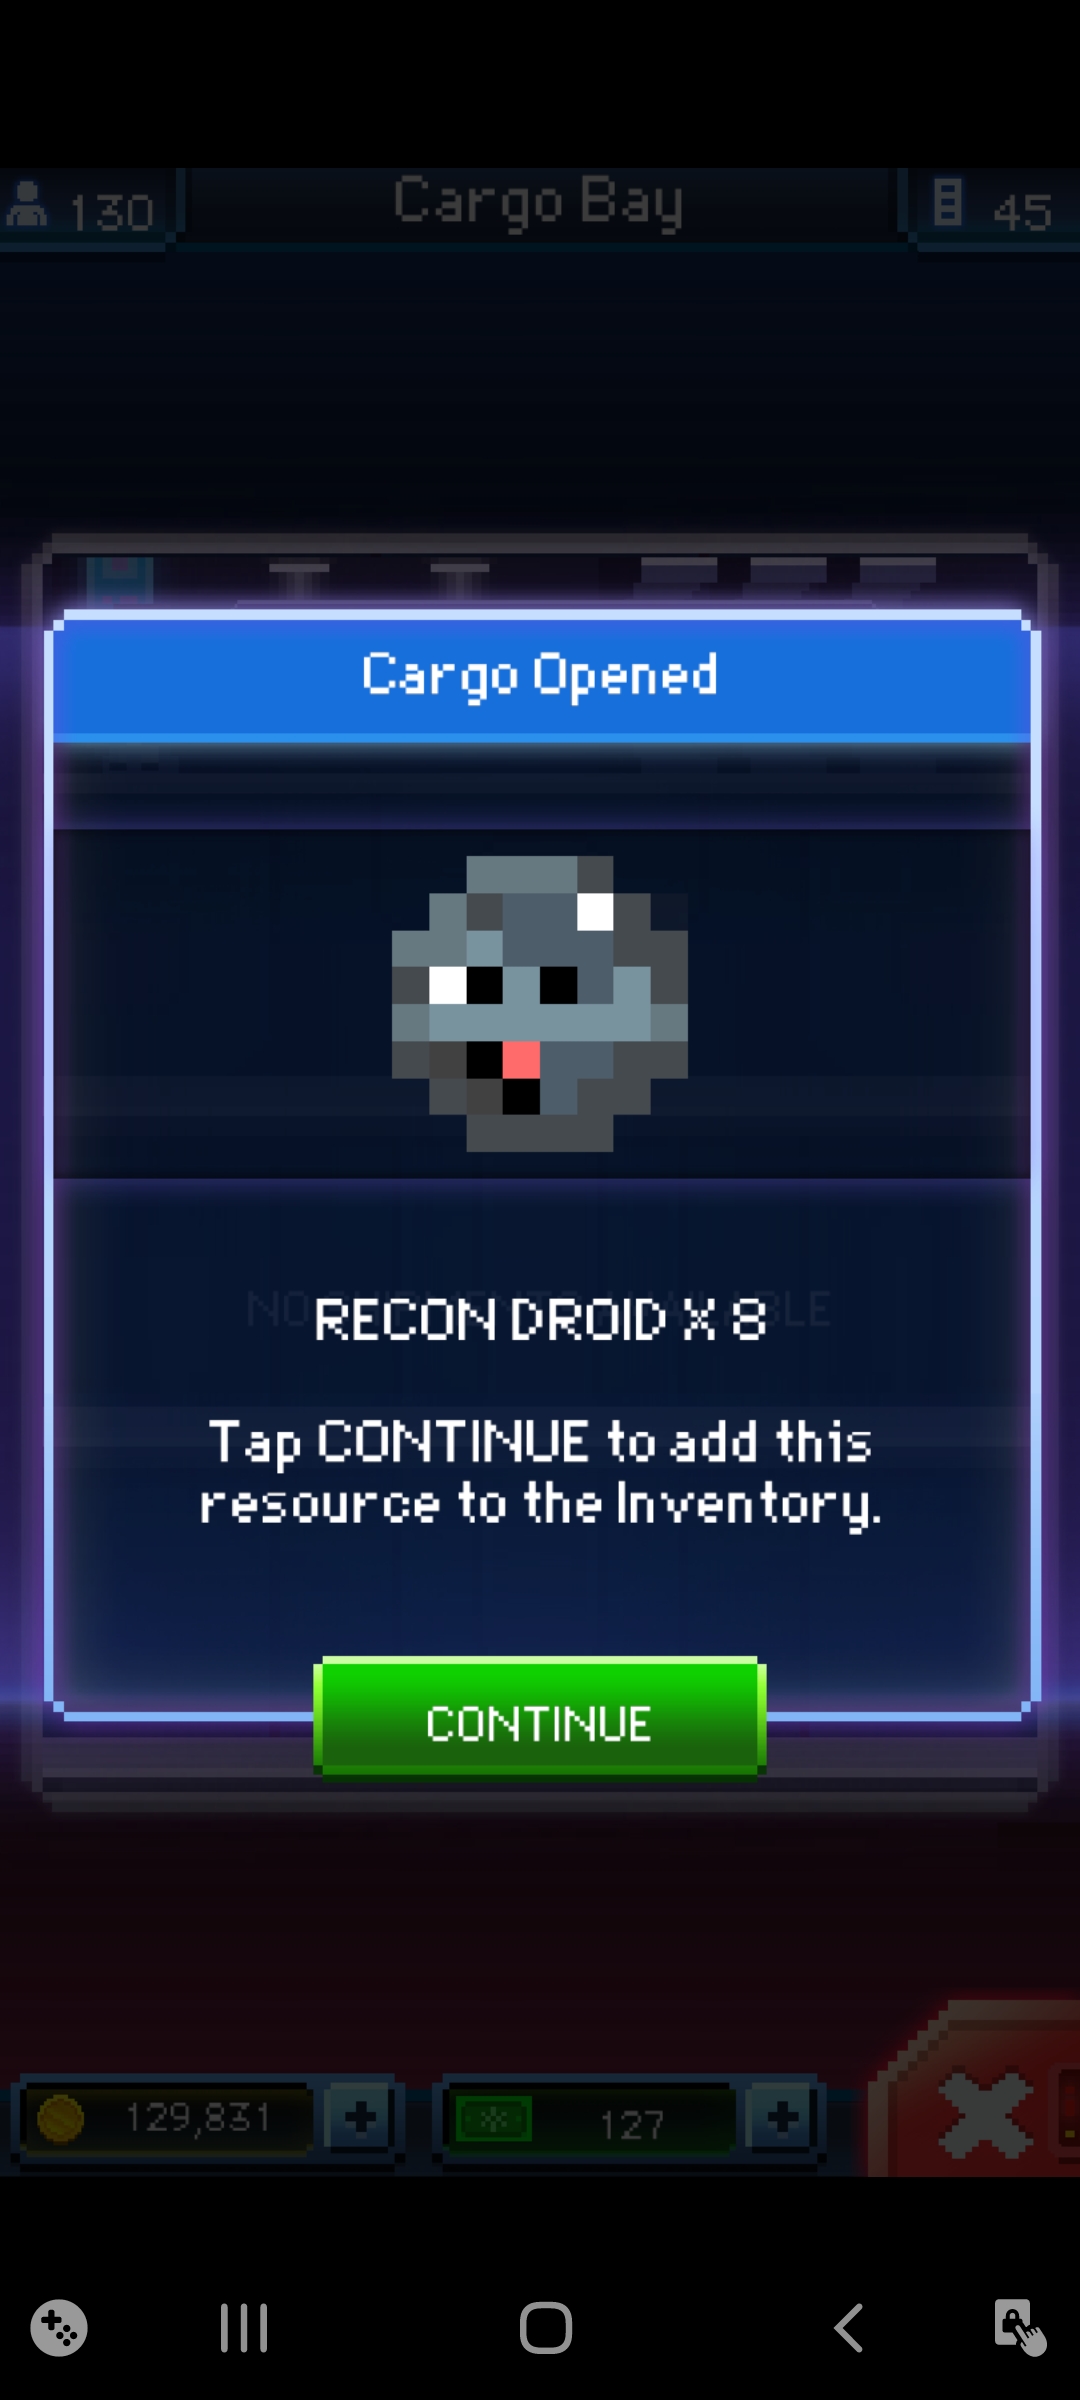 130
Cargo Bay
45
Cargo Opened
RECON DROID X 8
Tap CONTINUE to add this
resource to the Inventory.
CONTINUE
129,831
127